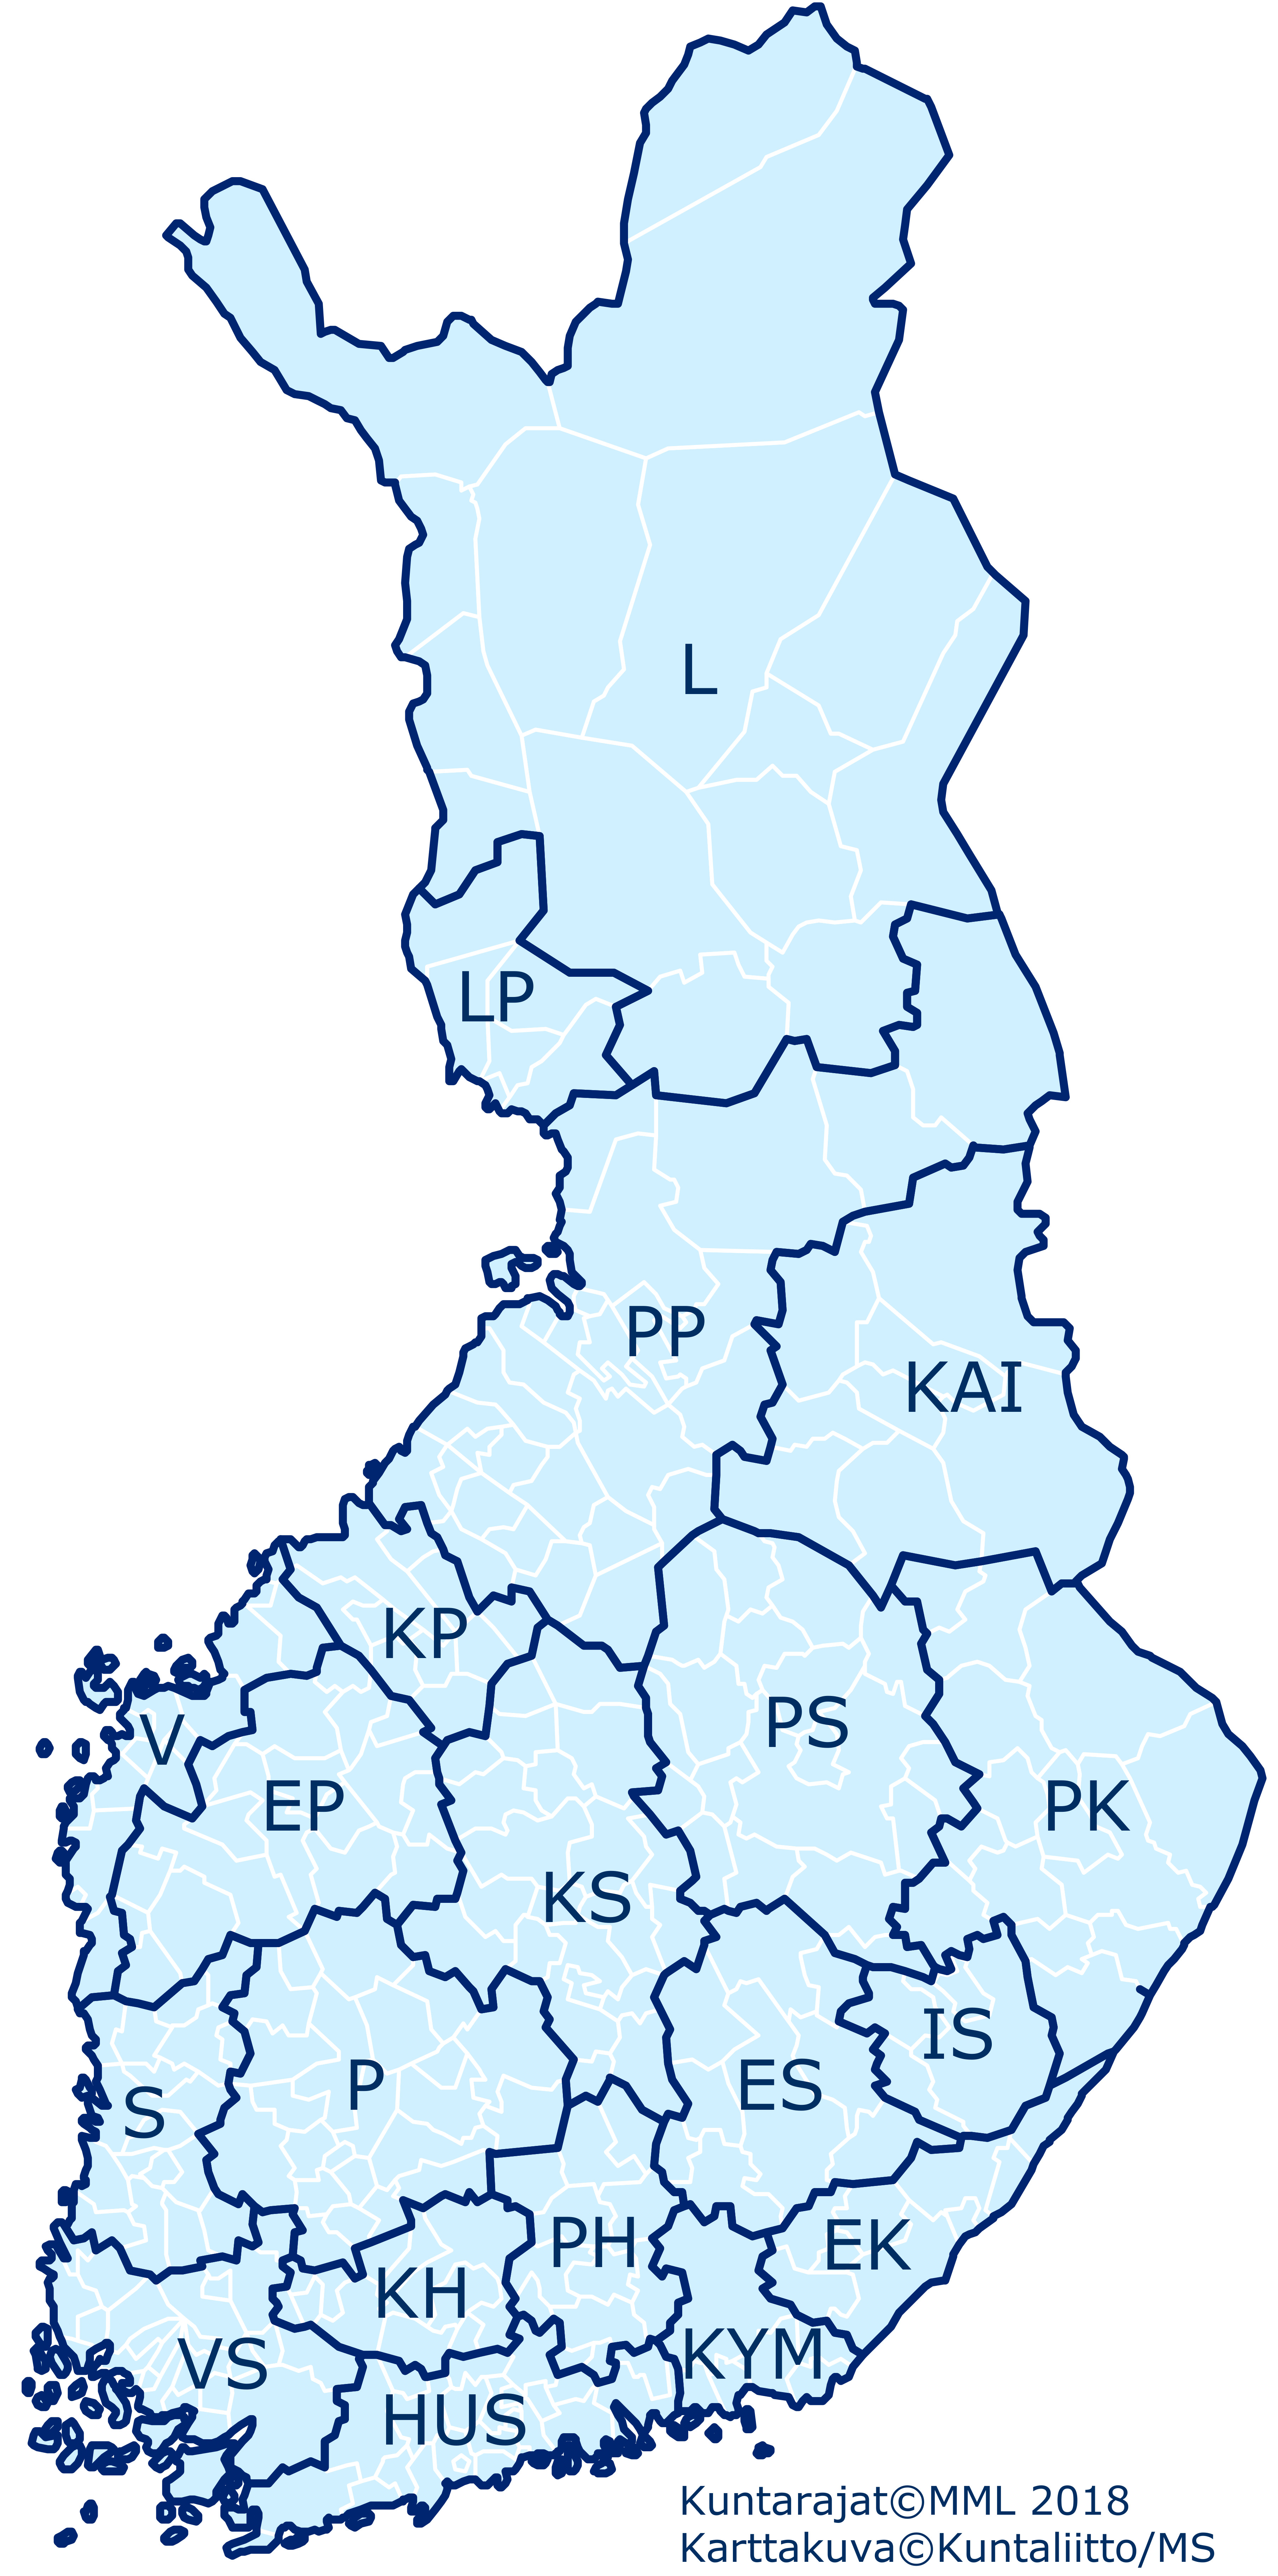 L
LP
PP
KAI
KP
PS
V
EP
PK
KS
IS
P
ES
S
PH
EK
KH
VS
KYM
HUS
Kuntarajat©MML 2018
Karttakuva©Kuntaliitto/MS